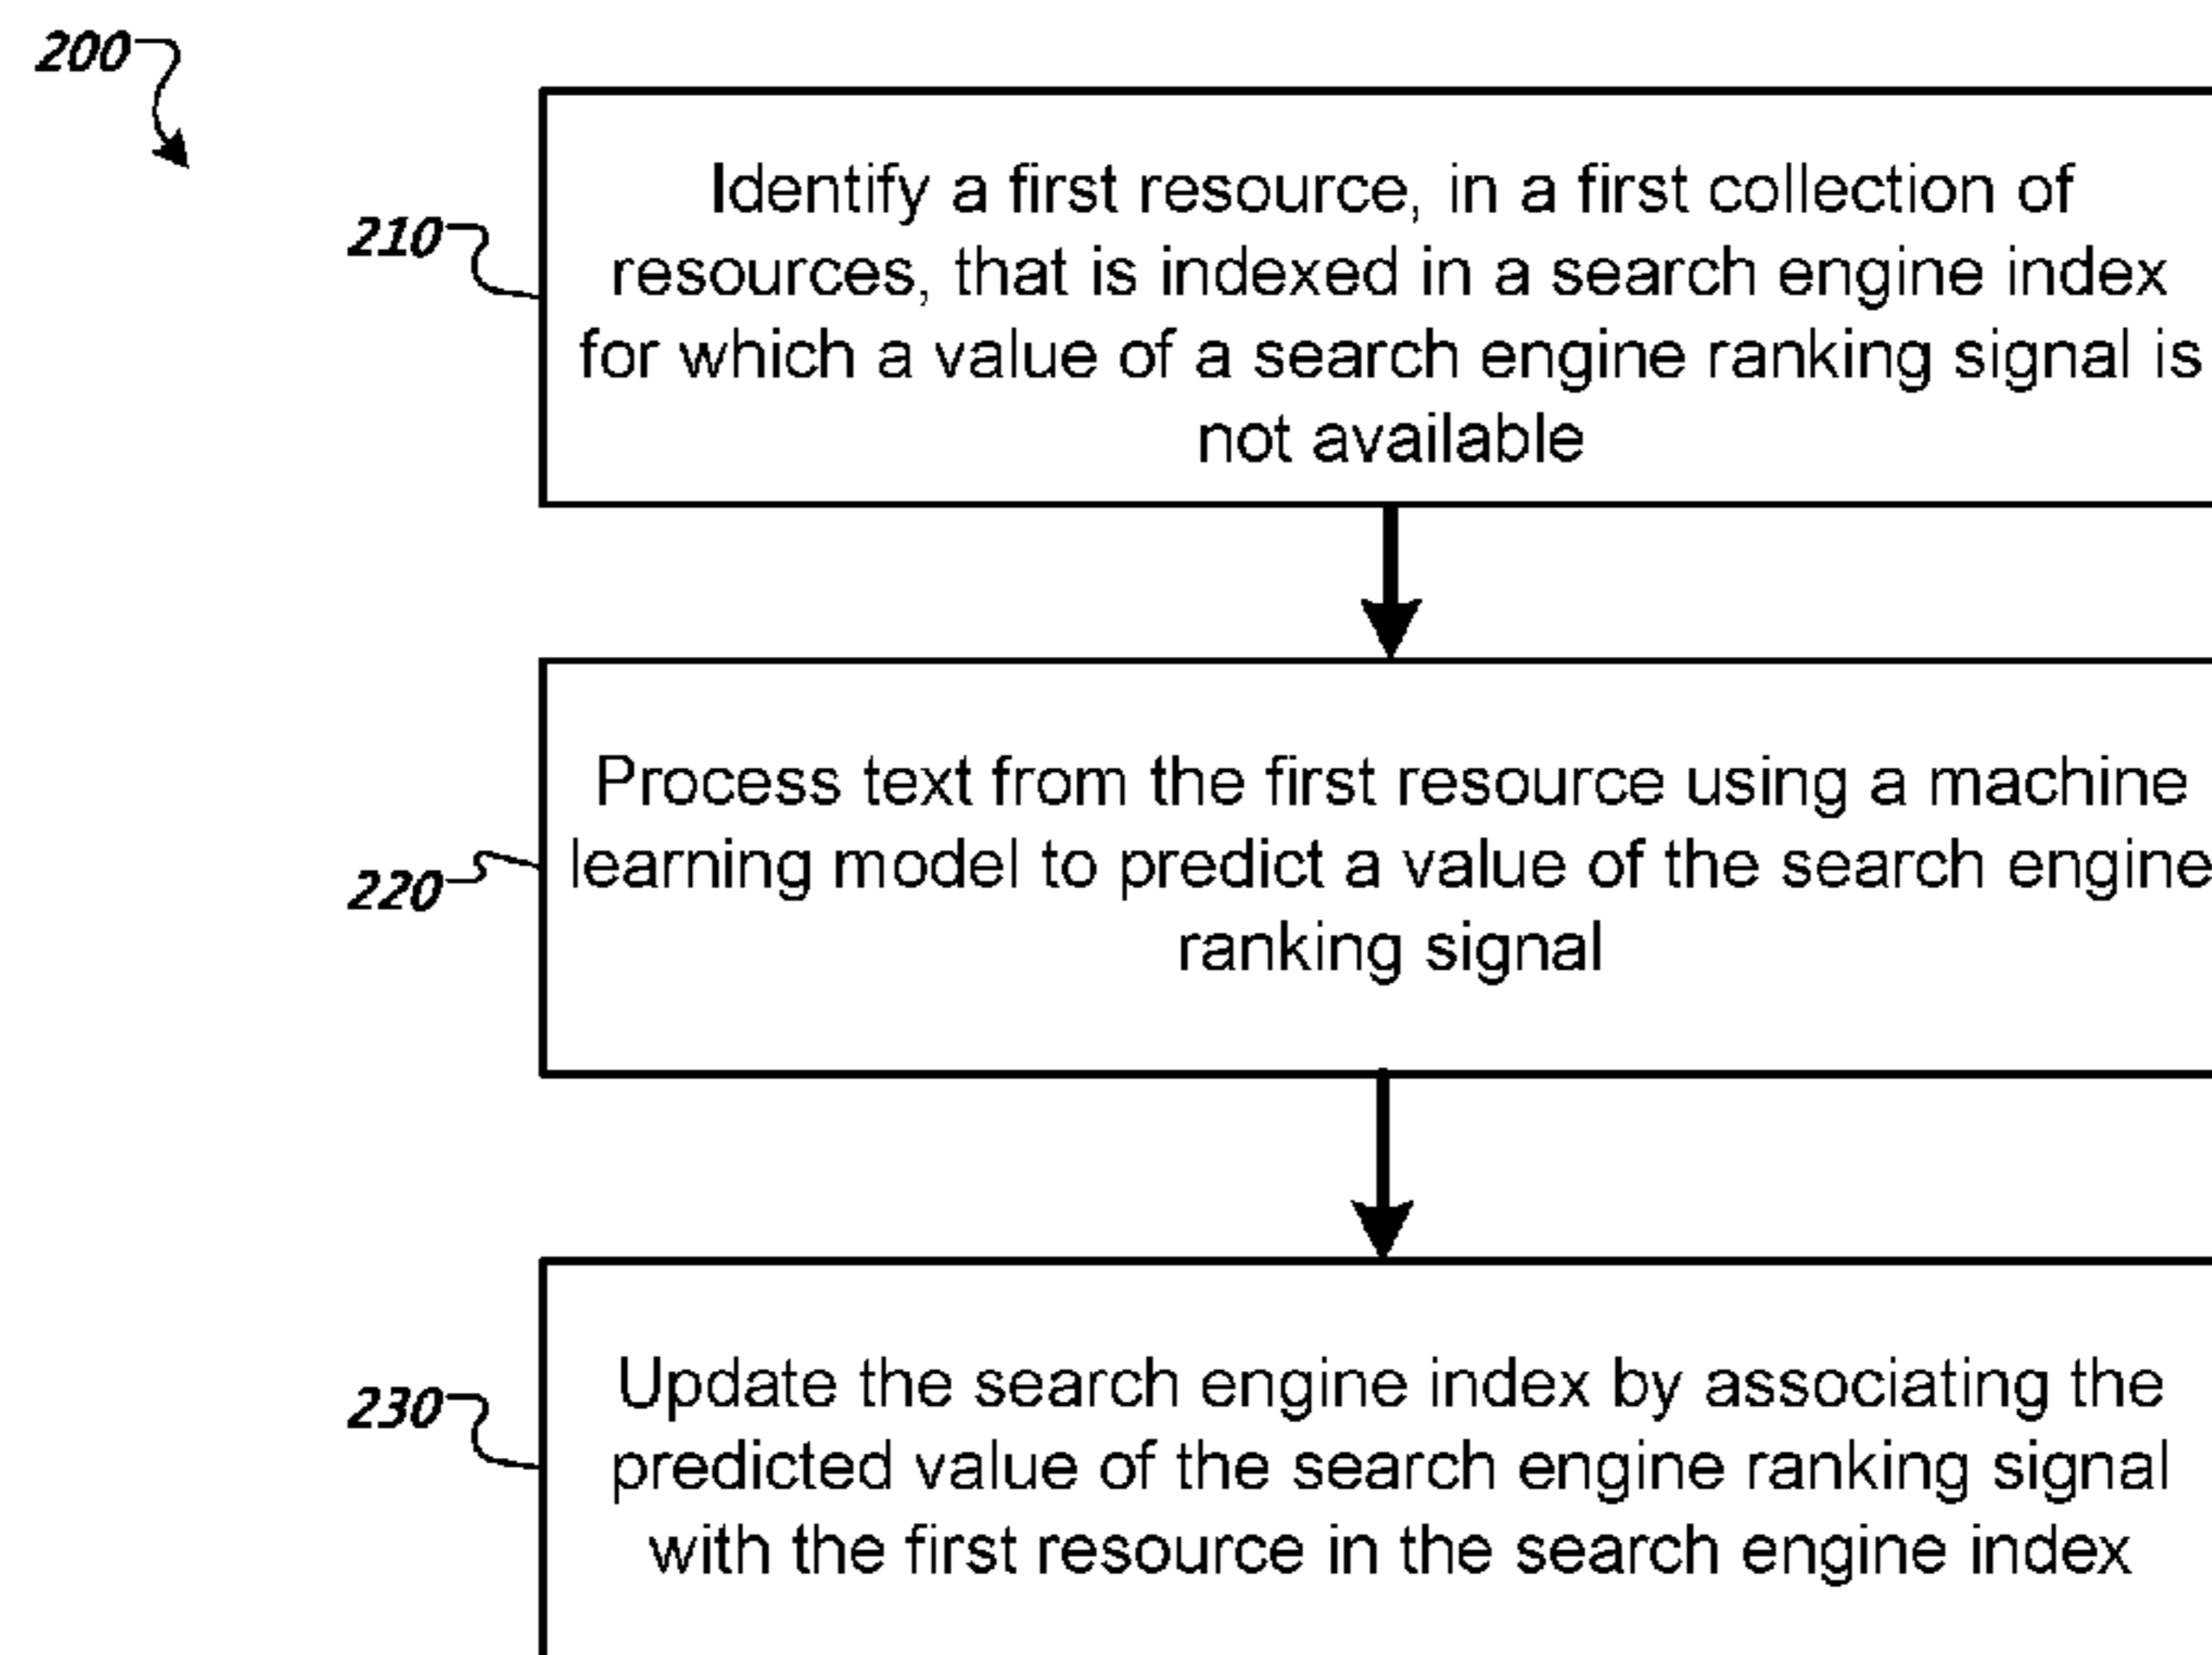 200
210
Identify a first resource, in a first collection of
resources, that is indexed in a search engine index
for which a value of a search engine ranking signal is
not available
220
Process text from the first resource using a machine
learning model to predict a value of the search engine
ranking signal
230
Update the search engine index by associating the
predicted value of the search engine ranking signal
with the first resource in the search engine index